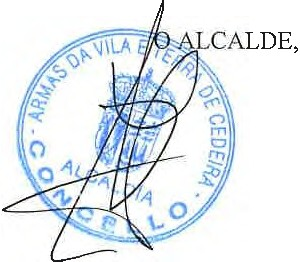 O ALCALDE,
ARMAS DA VILA E TERRA DE CEDEIRA
ALCALDIA
CONCELLO